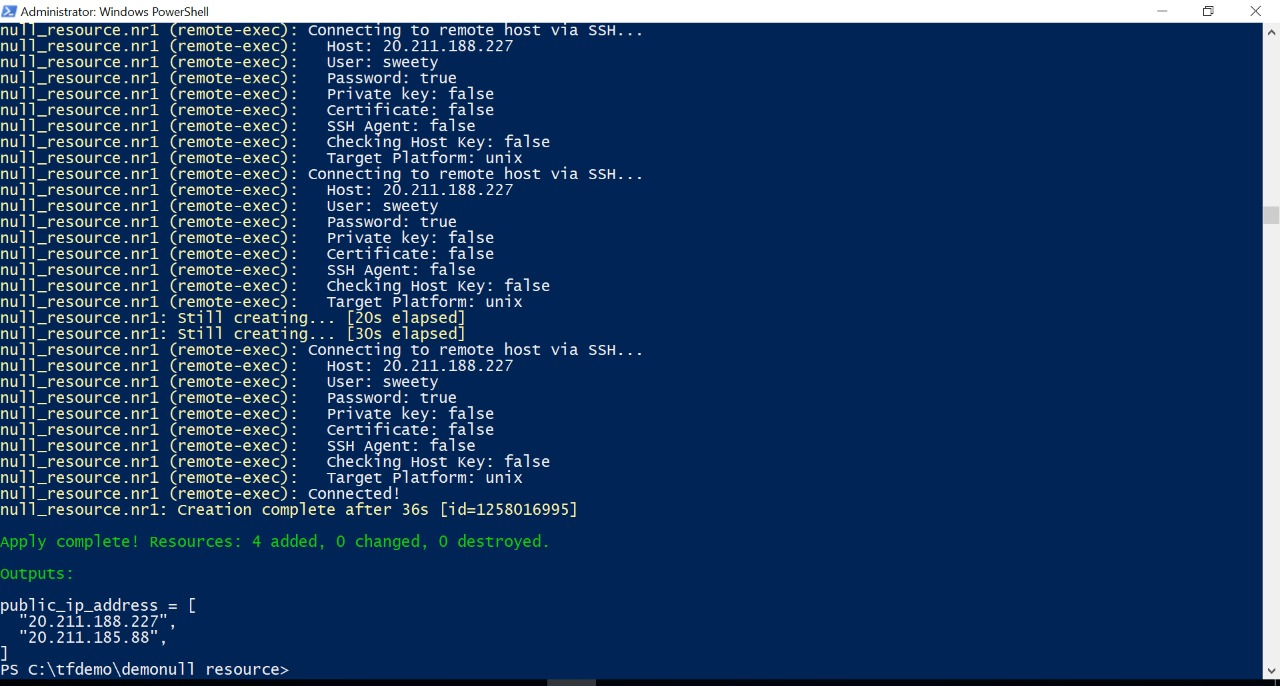 Administrator: Windows PowerShell
null_resource.nr1 (remote-exec): Connecting to remote host via SSH...
null_resource.nr1 (remote-exec):   Host: 20.211.188.227
null_resource.nr1 (remote-exec):   User: sweety
null_resource.nr1 (remote-exec):   Password: true
null_resource.nr1 (remote-exec):   Private key: false
null_resource.nr1 (remote-exec):   Certificate: false
null_resource.nr1 (remote-exec):   SSH Agent: false
null_resource.nr1 (remote-exec):   Checking Host Key: false
null_resource.nr1 (remote-exec):   Target Platform: unix
null_resource.nr1 (remote-exec): Connecting to remote host via SSH...
null_resource.nr1 (remote-exec):   Host: 20.211.188.227
null_resource.nr1 (remote-exec):   User: sweety
null_resource.nr1 (remote-exec):   Password: true
null_resource.nr1 (remote-exec):   Private key: false
null_resource.nr1 (remote-exec):   Certificate: false
null_resource.nr1 (remote-exec):   SSH Agent: false
null_resource.nr1 (remote-exec):   Checking Host Key: false
null_resource.nr1 (remote-exec):   Target Platform: unix
null_resource.nr1: Still creating... [20s elapsed]
null_resource.nr1: Still creating... [30s elapsed]
null_resource.nr1 (remote-exec): Connecting to remote host via SSH...
null_resource.nr1 (remote-exec):   Host: 20.211.188.227
null_resource.nr1 (remote-exec):   User: sweety
null_resource.nr1 (remote-exec):   Password: true
null_resource.nr1 (remote-exec):   Private key: false
null_resource.nr1 (remote-exec):   Certificate: false
null_resource.nr1 (remote-exec):   SSH Agent: false
null_resource.nr1 (remote-exec):   Checking Host Key: false
null_resource.nr1 (remote-exec):   Target Platform: unix
null_resource.nr1 (remote-exec): Connected!
null_resource.nr1: Creation complete after 36s [id=1258016995]
Apply complete! Resources: 4 added, 0 changed, 0 destroyed.
Outputs:
public_ip_address = [
  "20.211.188.227",
  "20.211.185.88",
]
PS C:\tfdemo\demonull resource>